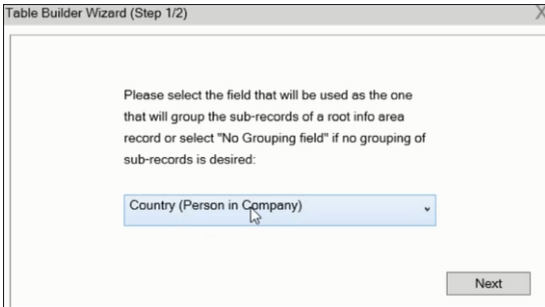 Table Builder Wizard (Step 1/2)
X
Please select the field that will be used as the one
that will group the sub-records of a root info area
record or select "No Grouping field" if no grouping of
sub-records is desired:
Country (Person in Company)
Next